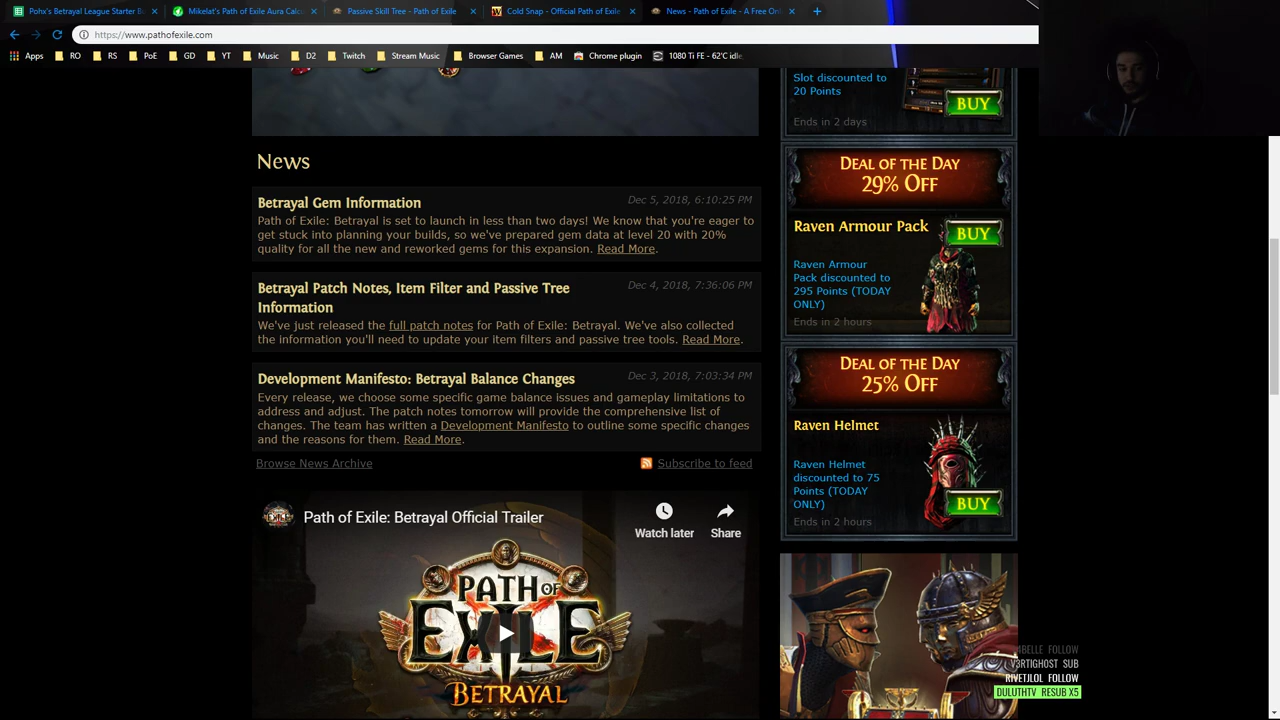 Pohx's Betrayal League Starter B
Mikelat's Path of Exile Aura Calcu
Passive Skill Tree - Path of Exile
Cold Snap - Official Path of Exile
News - Path of Exile - A Free On
https://www.pathofexile.com
Apps RO RS PoE GD YT Music D2 Twitch Stream Music Browser Games AM Chrome plugin 1080 Ti FE - 62°C idle,
Slot discounted to
20 Points
BUY
Ends in 2 days
News
Betrayal Gem Information
Dec 5, 2018, 6:10:25 PM
Path of Exile: Betrayal is set to launch in less than two days! We know that you're eager to
get stuck into planning your builds, so we've prepared gem data at level 20 with 20%
quality for all the new and reworked gems for this expansion. Read More.
Betrayal Patch Notes, Item Filter and Passive Tree
Information
Dec 4, 2018, 7:36:06 PM
We've just released the full patch notes for Path of Exile: Betrayal. We've also collected
the information you'll need to update your item filters and passive tree tools. Read More.
Development Manifesto: Betrayal Balance Changes
Dec 3, 2018, 7:03:34 PM
Every release, we choose some specific game balance issues and gameplay limitations to
address and adjust. The patch notes tomorrow will provide the comprehensive list of
changes. The team has written a Development Manifesto to outline some specific changes
and the reasons for them. Read More.
Browse News Archive
Subscribe to feed
Path of Exile: Betrayal Official Trailer
Watch later
Share
PATH OF
EXILE
BETRAYAL
DEAL OF THE DAY
29% OFF
Raven Armour Pack
BUY
Raven Armour
Pack discounted to
295 Points (TODAY
ONLY)
Ends in 2 hours
DEAL OF THE DAY
25% OFF
Raven Helmet
Raven Helmet
discounted to 75
Points (TODAY
ONLY)
BUY
Ends in 2 hours
FOLLOW
V3RTIGHOST SUB
RIVETJLOL FOLLOW
DULUTHTV RESUB X5